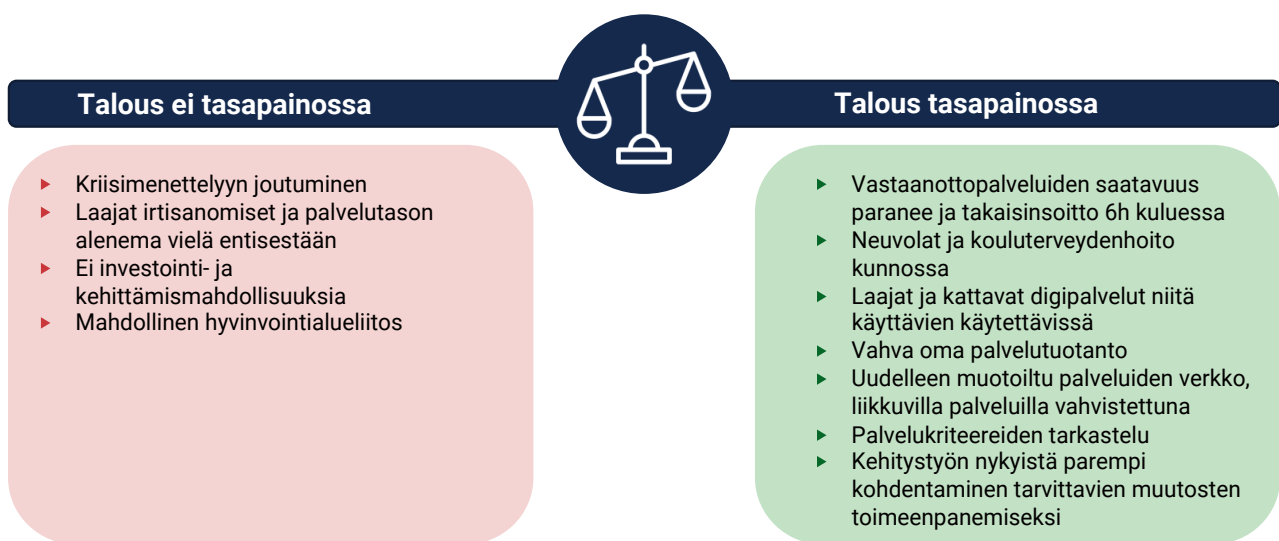 Talous ei tasapainossa
Kriisimenettelyyn joutuminen
Laajat irtisanomiset ja palvelutason
alenema vielä entisestään
Ei investointi- ja
kehittämismahdollisuuksia
Mahdollinen hyvinvointialueliitos
Talous tasapainossa
Vastaanottopalveluiden saatavuus
paranee ja takaisinsoitto 6h kuluessa
Neuvolat ja kouluterveydenhoito
kunnossa
Laajat ja kattavat digipalvelut niitä
käyttävien käytettävissä
Vahva oma palvelutuotanto
Uudelleen muotoiltu palveluiden verkko,
liikkuvilla palveluilla vahvistettuna
Palvelukriteereiden tarkastelu
Kehitystyön nykyistä parempi
kohdentaminen tarvittavien muutosten
toimeenpanemiseksi